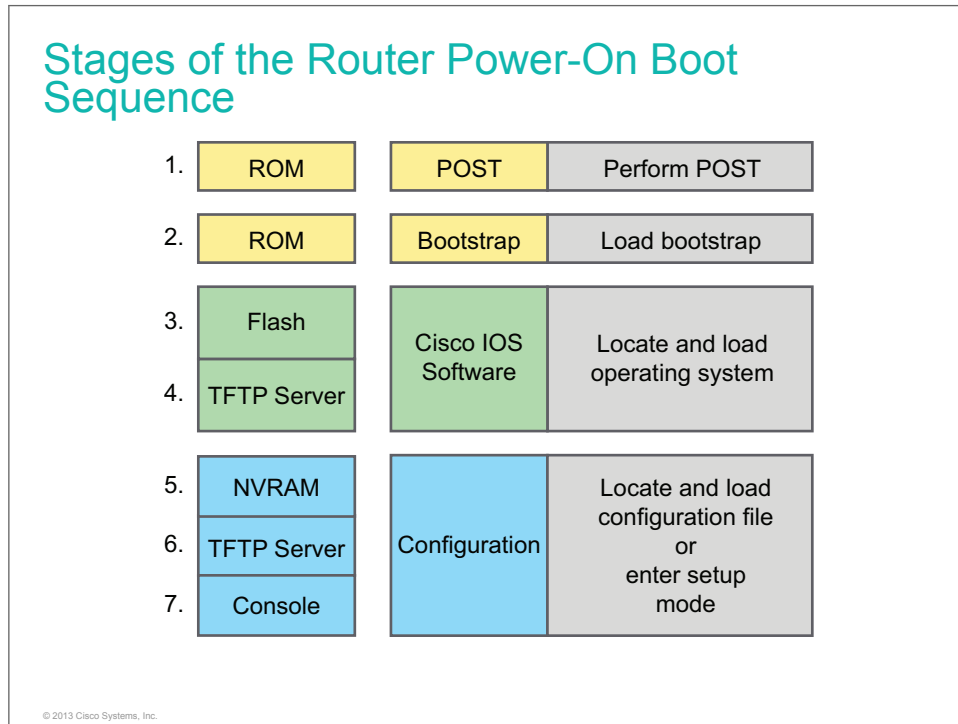 Stages of the Router Power-On Boot
Sequence
1. ROM POST Perform POST
2. ROM Bootstrap Load bootstrap
3. Flash
4. TFTP Server
Cisco IOS
Software
Locate and load
operating system
5. NVRAM
6. TFTP Server
7. Console
Configuration
Locate and load
configuration file
or
enter setup
mode
© 2013 Cisco Systems, Inc.